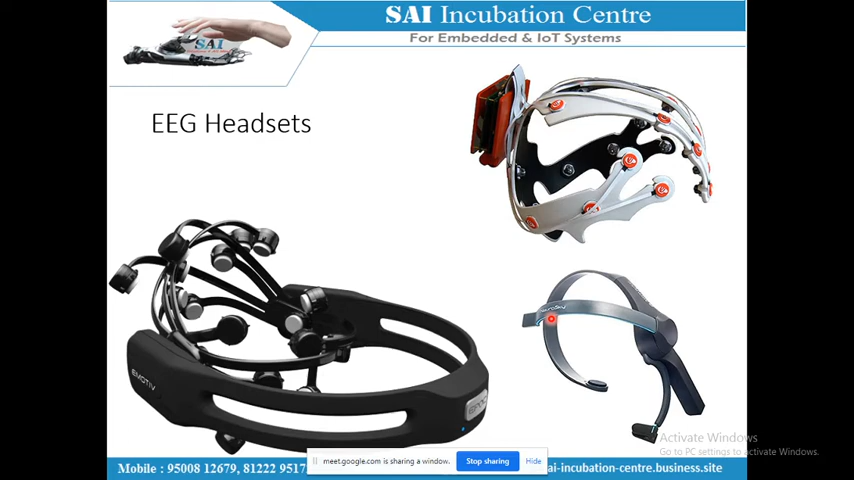 SAI Incubation Centre
For Embedded & IoT Systems
SAI
EEG Headsets
NeuroSky
EMOTIV
EPOC
Activate Windows
Go to PC settings to activate Windows.
meet.google.com is sharing a window.
Stop sharing
Hide
Mobile : 95008 12679, 81222 9517
ai-incubation-centre.business.site